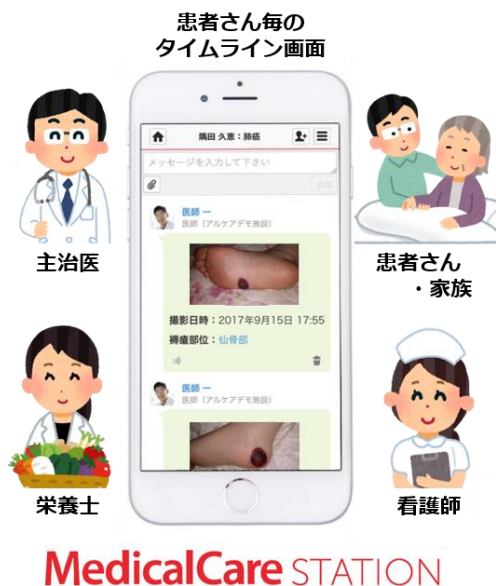 患者さん毎の
タイムライン画面
隅田 久恵：肺癌
メッセージを入力して下さい
送信
医師 一
医師（アルケアデモ施設）
撮影日時：2017年9月15日 17:55
褥瘡部位：仙骨部
医師 一
医師（アルケアデモ施設）
主治医
患者さん
・家族
栄養士
看護師
MedicalCare STATION